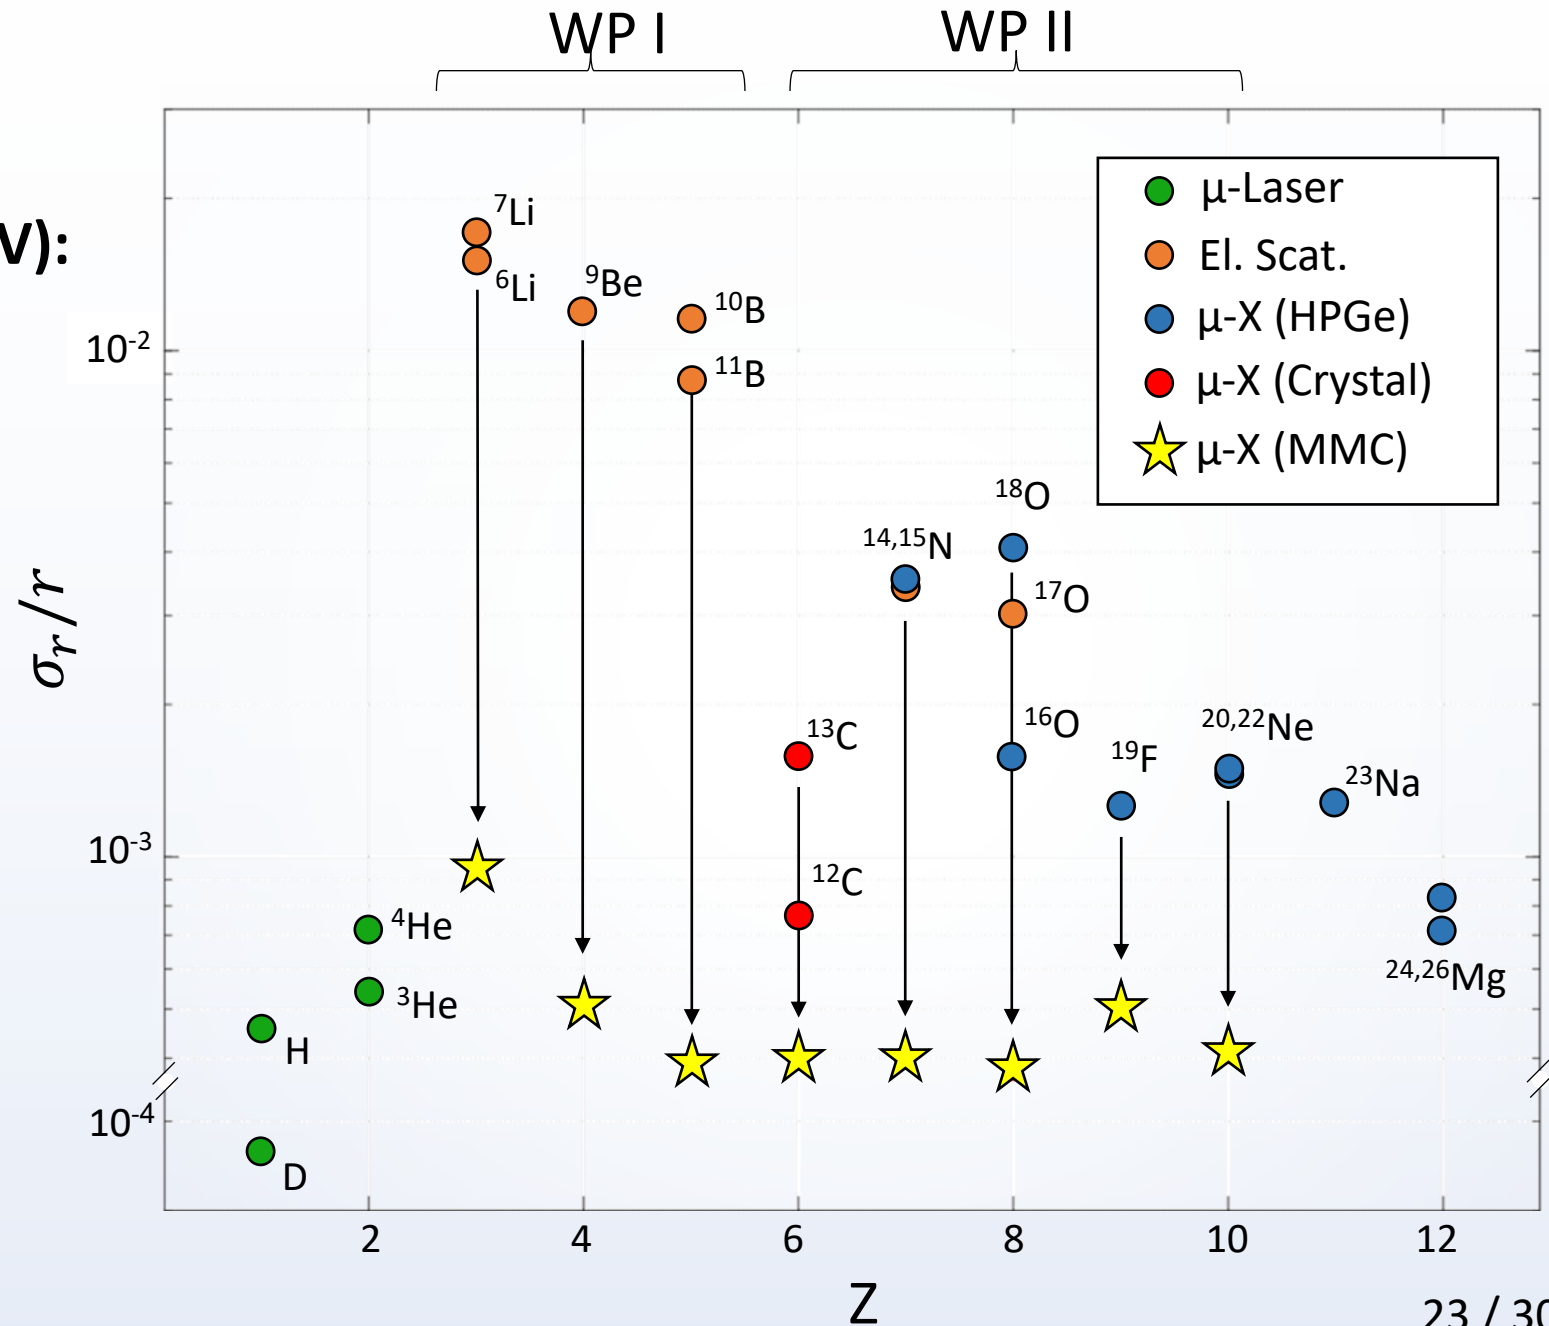 WP I
WP II
V):
μ-Laser
El. Scat.
μ-X (HPGe)
μ-X (Crystal)
μ-X (MMC)
⁷Li
⁶Li
⁹Be
¹⁰B
¹¹B
10⁻²
¹⁸O
¹⁴,¹⁵N
¹⁷O
σᵣ/r
¹³C
¹⁶O
²⁰,²²Ne
¹⁹F
²³Na
10⁻³
¹²C
⁴He
³He
²⁴,²⁶Mg
H
10⁻⁴
D
2 4 6 8 10 12
Z
23 / 30